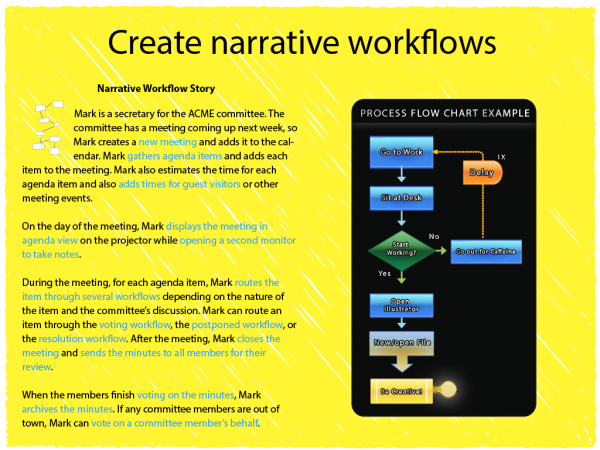 Create narrative workflows
Narrative Workflow Story
Mark is a secretary for the ACME committee. The
committee has a meeting coming up next week, so
Mark creates a new meeting and adds it to the cal-
endar. Mark gathers agenda items and adds each
item to the meeting. Mark also estimates the time for each
agenda item and also adds times for guest visitors or other
meeting events.
On the day of the meeting, Mark displays the meeting in
agenda view on the projector while opening a second monitor
to take notes.
During the meeting, for each agenda item, Mark routes the
item through several workflows depending on the nature of
the item and the committee's discussion. Mark can route an
item through the voting workflow, the postponed workflow, or
the resolution workflow. After the meeting, Mark closes the
meeting and sends the minutes to all members for their
review.
When the members finish voting on the minutes, Mark
archives the minutes. If any committee members are out of
town, Mark can vote on a committee member's behalf.
PROCESS FLOW CHART EXAMPLE
Go to Work
1X
Delay
Sit at Desk
Start
Working?
No
Go out for Caffeine
Yes
Open
Illustrator
New/open File
Be Creative!